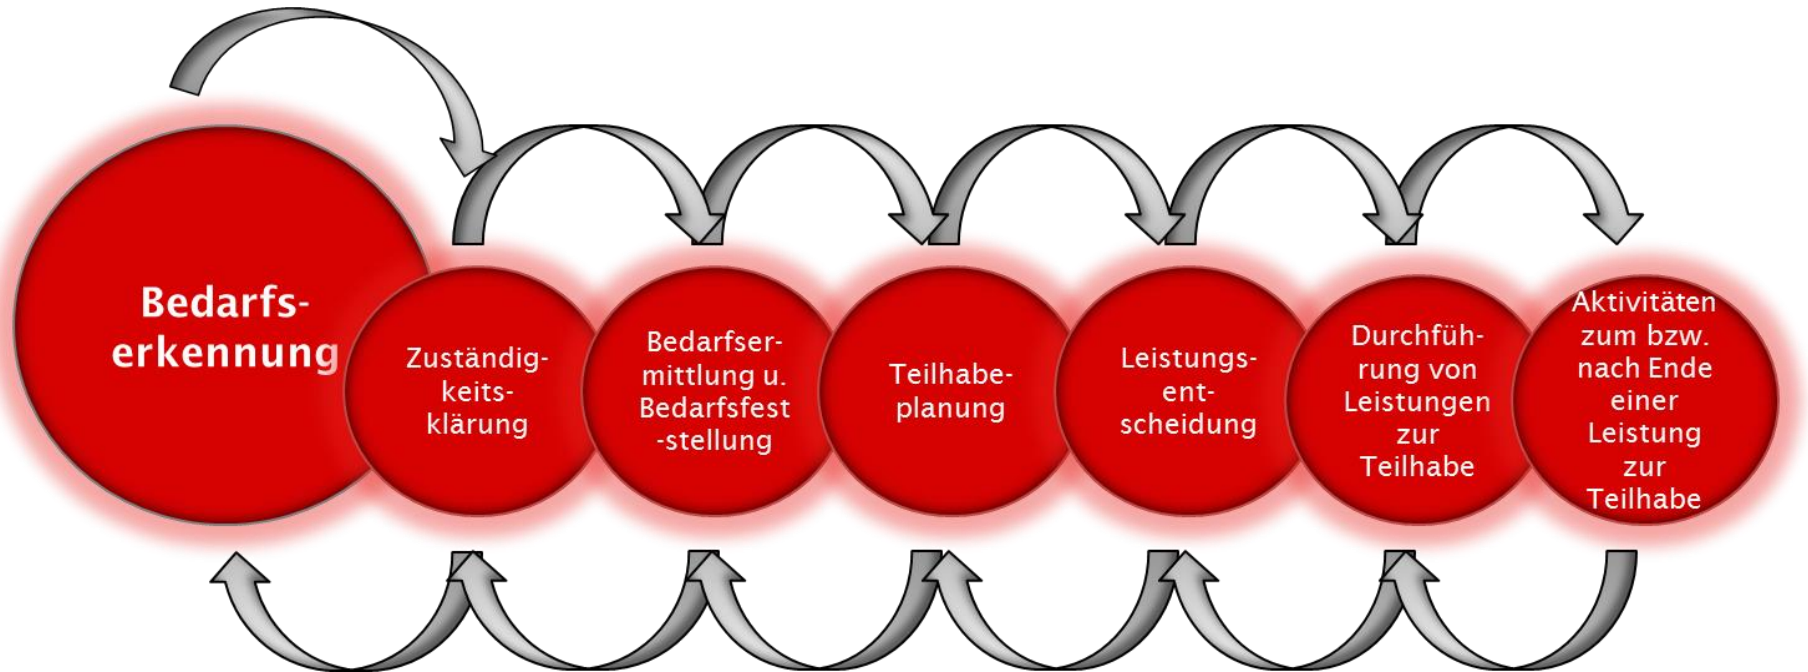 Bedarfs-
erkennung
Zuständig-
keits-
klärung
Bedarfser-
mittlung u.
Bedarfsfest
-stellung
Teilhabe-
planung
Leistungs-
ent-
scheidung
Durchfüh-
rung von
Leistungen
zur
Teilhabe
Aktivitäten
zum bzw.
nach Ende
einer
Leistung
zur
Teilhabe